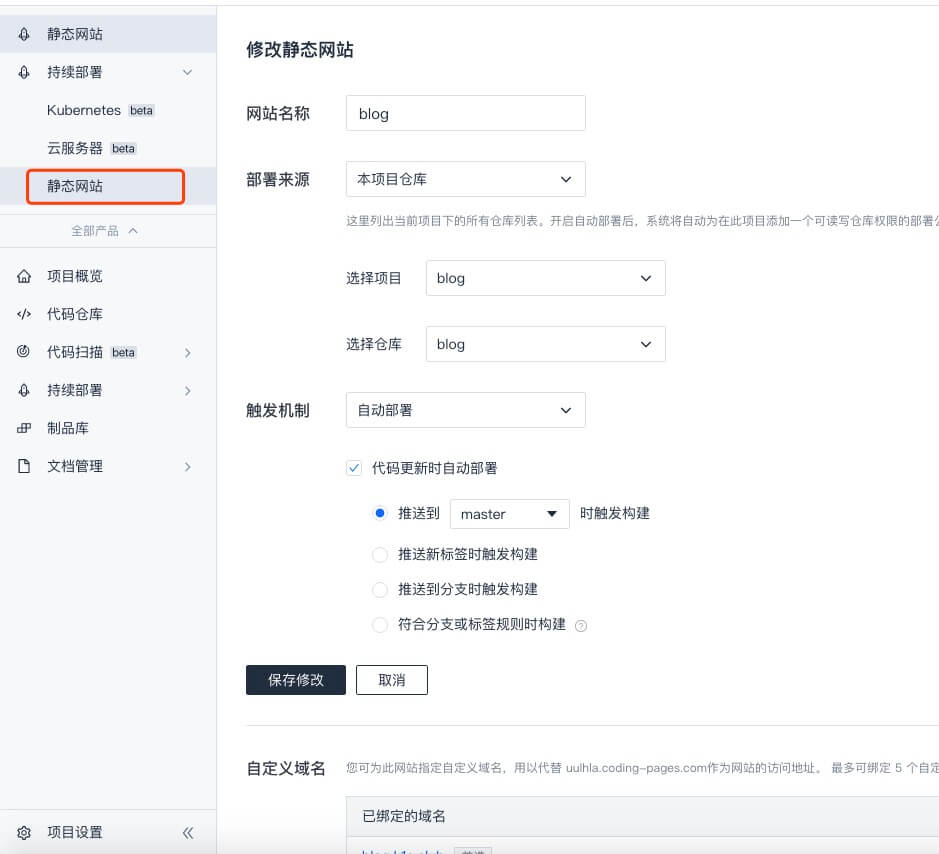 静态网站
持续部署
Kubernetes beta
云服务器 beta
静态网站
全部产品
项目概览
代码仓库
代码扫描 beta
持续部署
制品库
文档管理
项目设置
修改静态网站
网站名称 blog
部署来源 本项目仓库
这里列出当前项目下的所有仓库列表。开启自动部署后，系统将自动为在此项目添加一个可读写仓库权限的部署公
选择项目 blog
选择仓库 blog
触发机制 自动部署
代码更新时自动部署
推送到 master 时触发构建
推送新标签时触发构建
推送到分支时触发构建
符合分支或标签规则时构建
保存修改 取消
自定义域名 您可为此网站指定自定义域名，用以代替 uulhla.coding-pages.com作为网站的访问地址。 最多可绑定 5 个自定
已绑定的域名